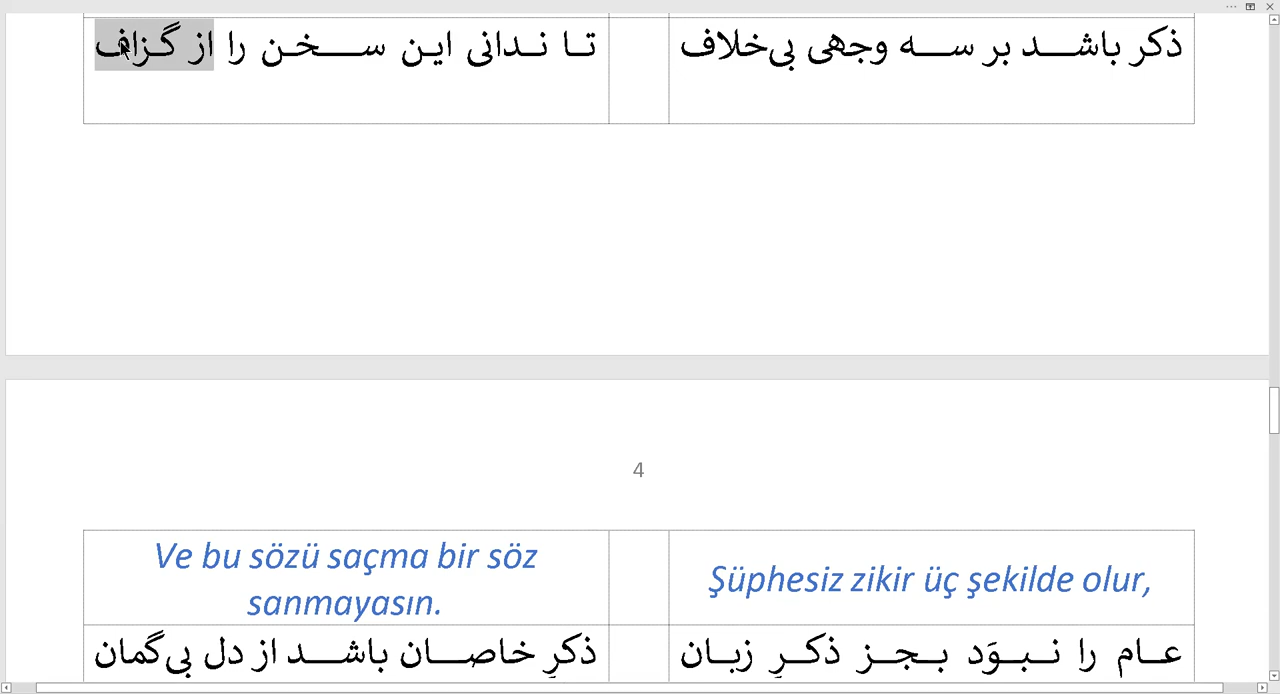 ذکر باشد بر سه وجهی بی‌خلاف
تا ندانی این سخن را از گزاف
4
Şüphesiz zikir üç şekilde olur,
Ve bu sözü saçma bir söz
sanmayasın.
عام را نبوَد بجز ذکرِ زبان
ذکرِ خاصان باشد از دل بی‌گمان